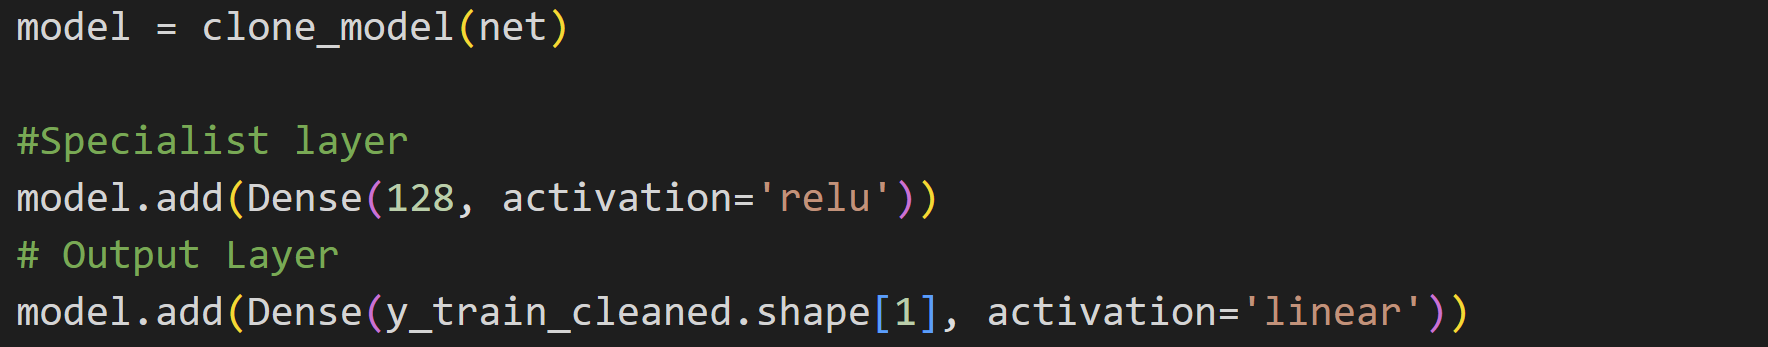 model = clone_model(net)
#Specialist layer
model.add(Dense(128, activation='relu'))
# Output Layer
model.add(Dense(y_train_cleaned.shape[1], activation='linear'))